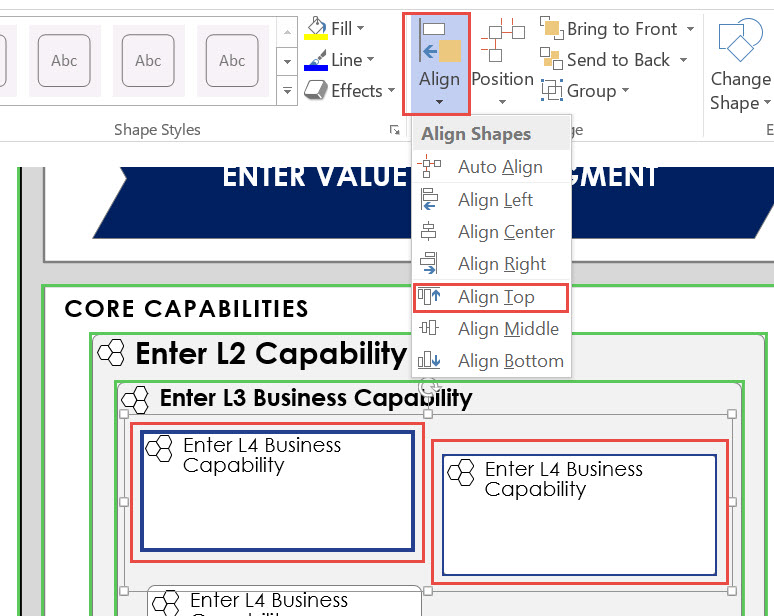 Abc
Abc
Abc
Fill
Line
Effects
Shape Styles
Align
Position
Bring to Front
Send to Back
Group
Change
Shape
ge
E
Align Shapes
Auto Align
Align Left
Align Center
Align Right
Align Top
Align Middle
Align Bottom
ENTER VALUE GMENT
CORE CAPABILITIES
Enter L2 Capability
Enter L3 Business Capability
Enter L4 Business
Capability
Enter L4 Business
Capability
Enter L4 Business
Capability